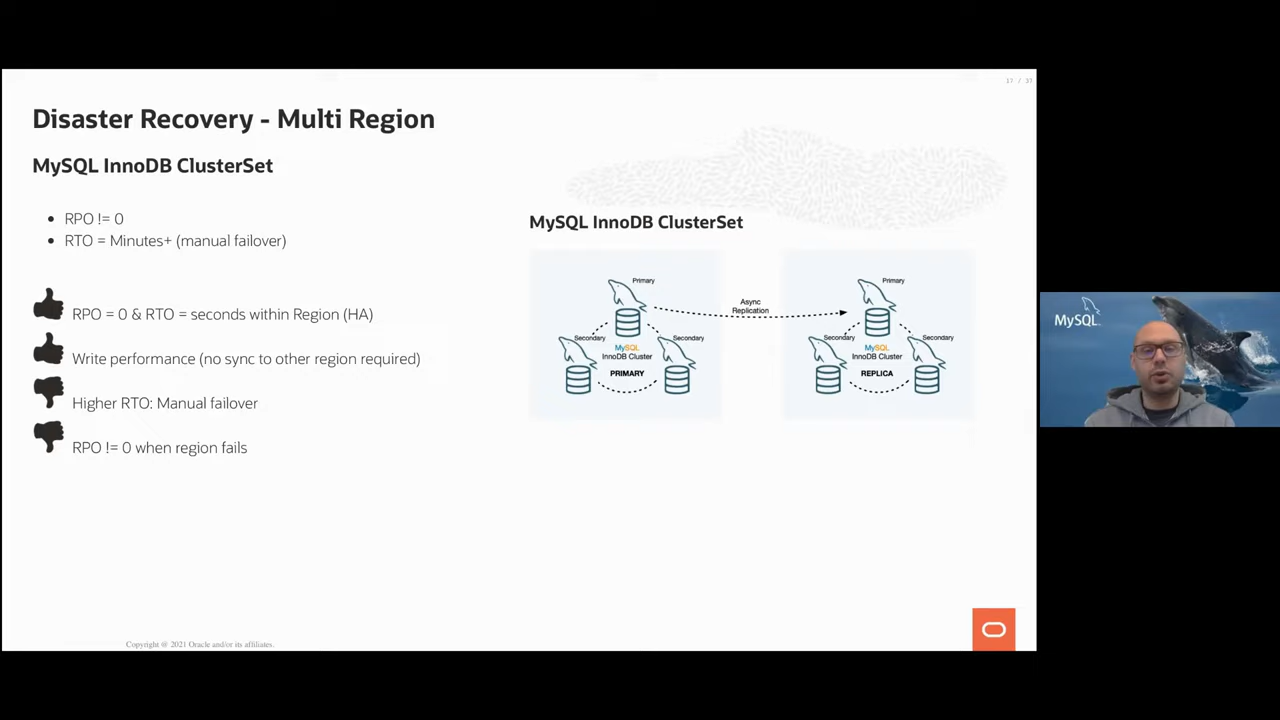 17 / 37
Disaster Recovery - Multi Region
MySQL InnoDB ClusterSet
RPO != 0
RTO = Minutes+ (manual failover)
RPO = 0 & RTO = seconds within Region (HA)
Write performance (no sync to other region required)
Higher RTO: Manual failover
RPO != 0 when region fails
MySQL InnoDB ClusterSet
Primary
Secondary
Secondary
MySQL
InnoDB Cluster
PRIMARY
Async
Replication
Primary
Secondary
Secondary
MySQL
InnoDB Cluster
REPLICA
MySQL
Copyright @ 2021 Oracle and/or its affiliates.